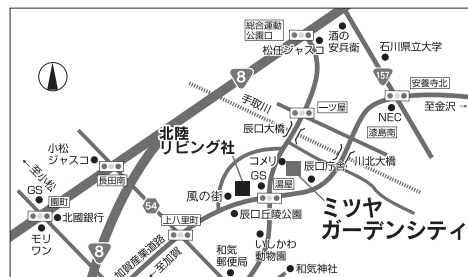 総合運動
公園口
酒の
安兵衛
松任ジャスコ
石川県立大学
8
157
安養寺北
手取川
一ツ屋
至金沢→
NEC
北陸
リビング社
辰口大橋
漆島南
小松
ジャスコ
コメリ
辰口庁舎
川北大橋
←至小松
長田南
GS
湯屋
ミツヤ
ガーデンシティ
風の街
GS
園町
54
北國銀行
上八里町
辰口丘陵公園
モリ
ワン
8
加賀産業道路
←至加賀
いしかわ
動物園
和気
郵便局
和気神社